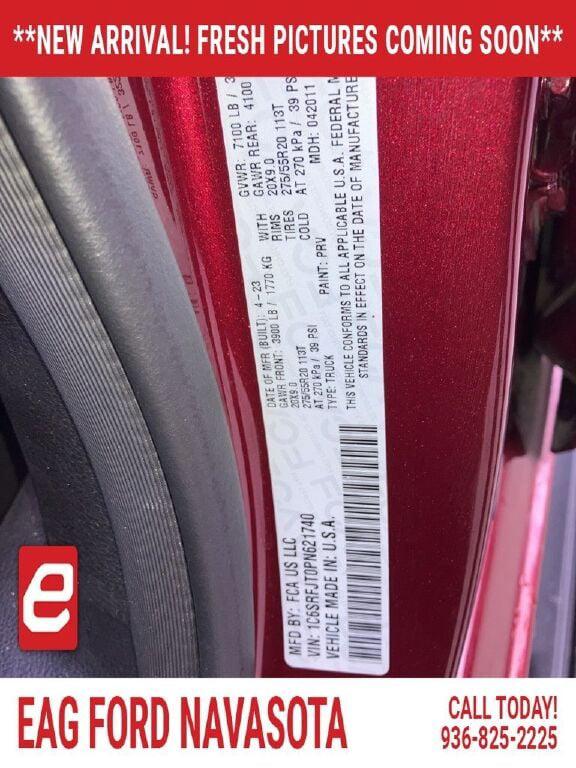 **NEW ARRIVAL! FRESH PICTURES COMING SOON**
MFD BY: FCA US LLC
DATE OF MFR (BUILT): 4-23
GVWR: 7100 LB / 3
GAWR FRONT: 3900 LB / 1770 KG WITH
GAWR REAR: 4100
20X9.0 RIMS 20X9.0
275/55R20 113T TIRES 275/55R20 113T
AT 270 kPa / 39 PSI COLD AT 270 kPa / 39 PS
VIN: 1C6SRFJT0PN621740
TYPE: TRUCK PAINT: PRV MDH: 042011
VEHICLE MADE IN: U.S.A.
THIS VEHICLE CONFORMS TO ALL APPLICABLE U.S.A. FEDERAL M
STANDARDS IN EFFECT ON THE DATE OF MANUFACTURE
e
EAG FORD NAVASOTA
CALL TODAY!
936-825-2225